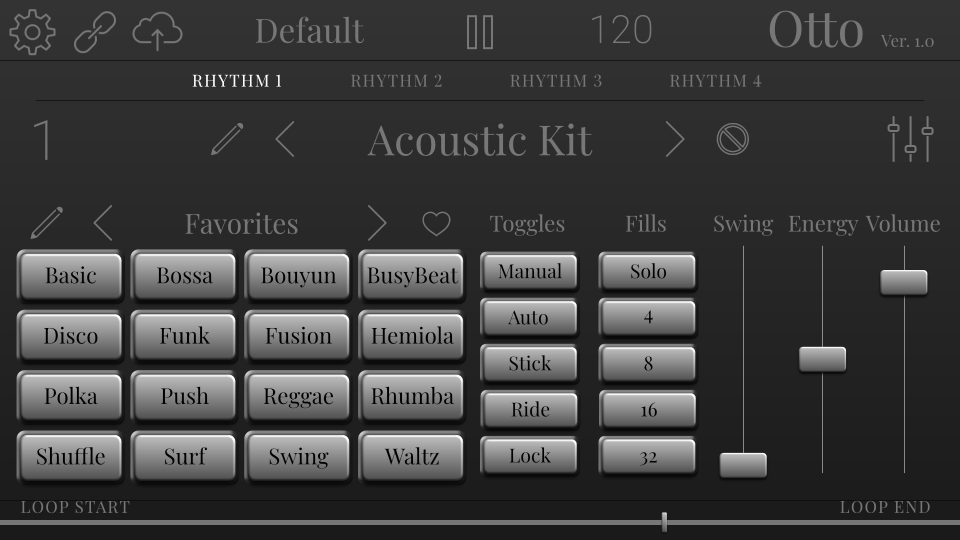 Default 120 Otto Ver. 1.0
RHYTHM 1 RHYTHM 2 RHYTHM 3 RHYTHM 4
1 Acoustic Kit
Favorites Toggles Fills Swing Energy Volume
Basic Bossa Bouyun BusyBeat Manual Solo
Disco Funk Fusion Hemiola Auto 4
Stick 8
Polka Push Reggae Rhumba Ride 16
Shuffle Surf Swing Waltz Lock 32
LOOP START LOOP END